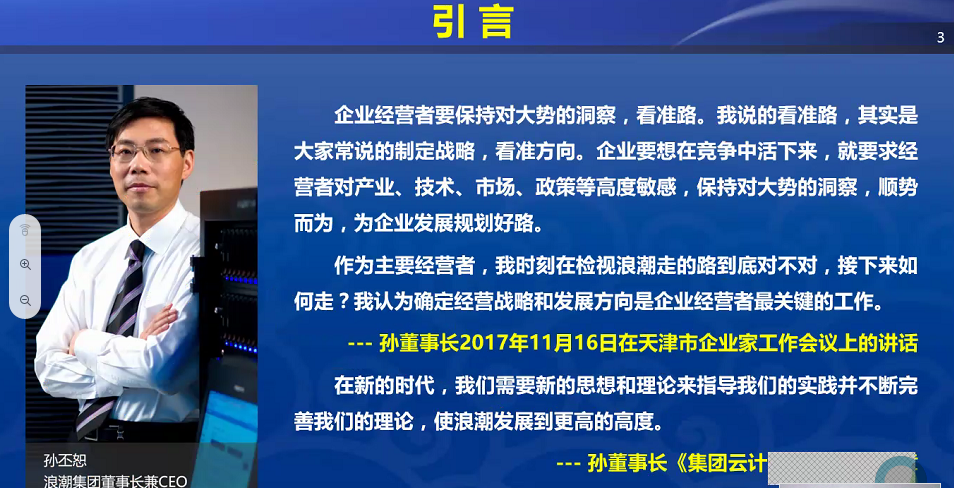 引 言
3
企业经营者要保持对大势的洞察，看准路。我说的看准路，其实是
大家常说的制定战略，看准方向。企业要想在竞争中活下来，就要求经
营者对产业、技术、市场、政策等高度敏感，保持对大势的洞察，顺势
而为，为企业发展规划好路。
作为主要经营者，我时刻在检视浪潮走的路到底对不对，接下来如
何走？我认为确定经营战略和发展方向是企业经营者最关键的工作。
--- 孙董事长2017年11月16日在天津市企业家工作会议上的讲话
在新的时代，我们需要新的思想和理论来指导我们的实践并不断完
善我们的理论，使浪潮发展到更高的高度。
--- 孙董事长《集团云计
孙丕恕
浪潮集团董事长兼CEO